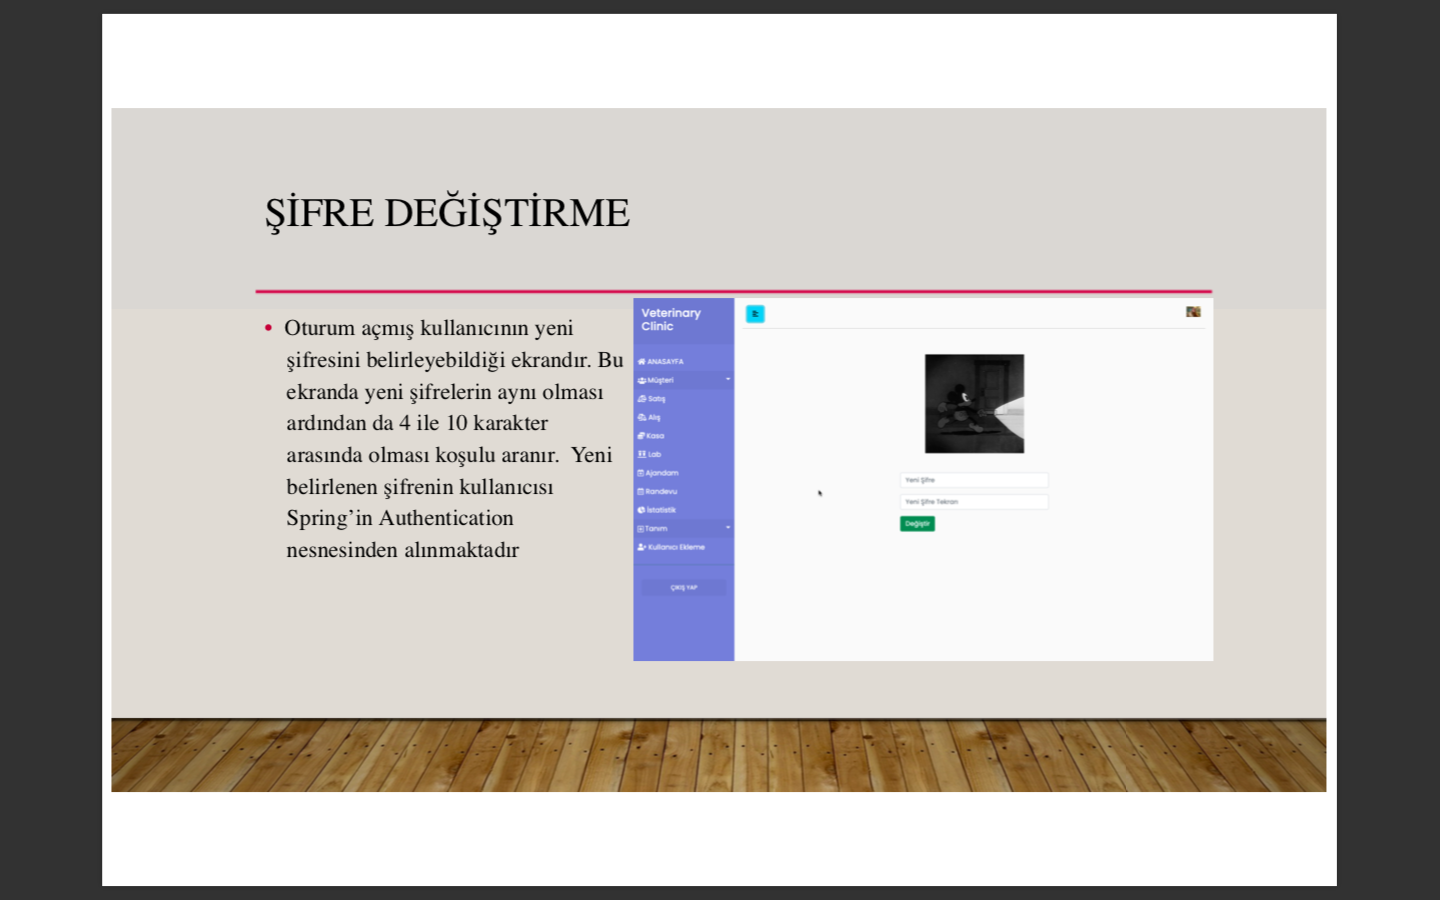 ŞİFRE DEĞİŞTİRME
• Oturum açmış kullanıcının yeni
şifresini belirleyebildiği ekrandır. Bu
ekranda yeni şifrelerin aynı olması
ardından da 4 ile 10 karakter
arasında olması koşulu aranır.  Yeni
belirlenen şifrenin kullanıcısı
Spring’in Authentication
nesnesinden alınmaktadır
Veterinary
Clinic
ANASAYFA
Müşteri
Satış
Alış
Kasa
Lab
Ajandam
Randevu
İstatistik
Tanım
Kullanıcı Ekleme
ÇIKIŞ YAP
Yeni Şifre
Yeni Şifre Tekrarı
Değiştir